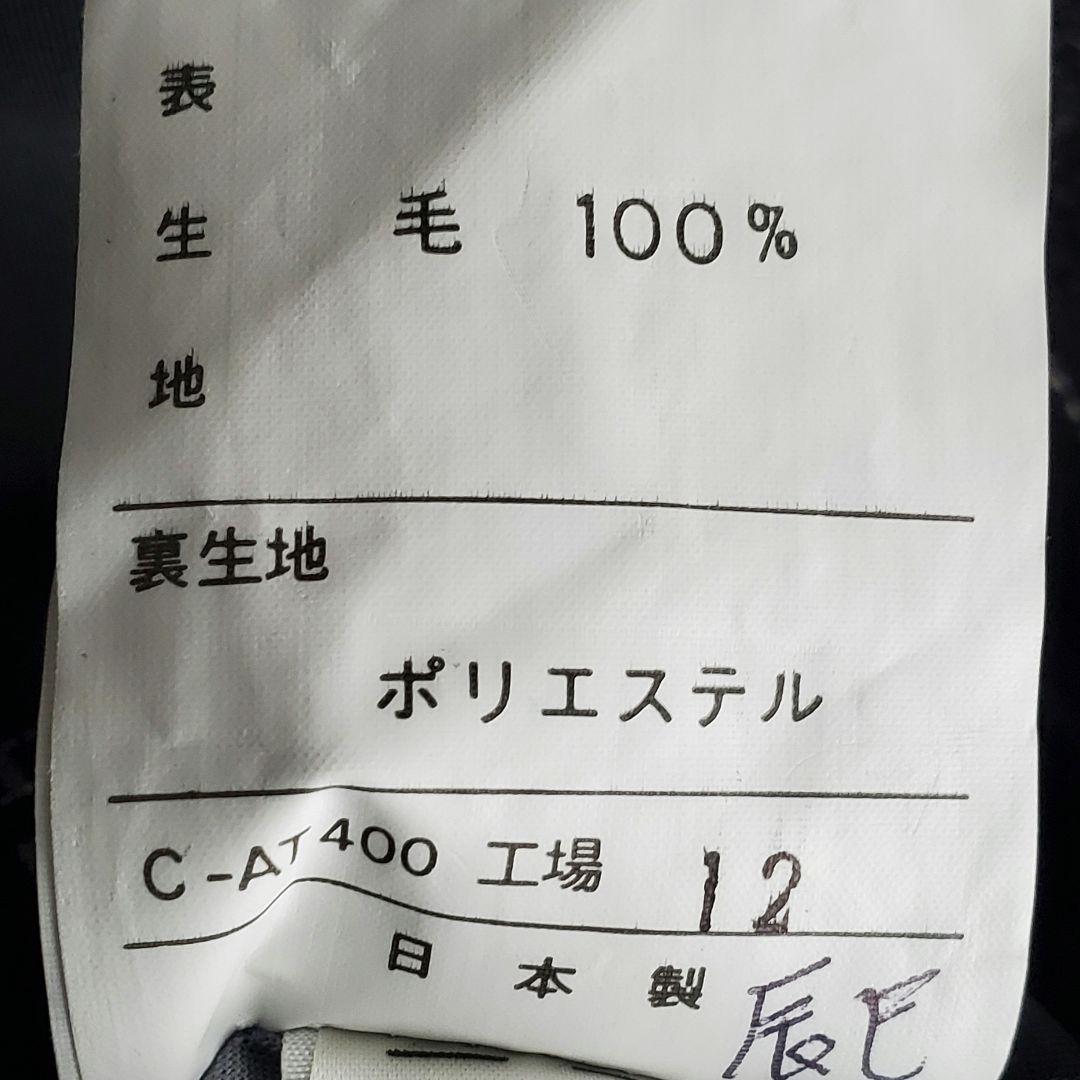 表生地
毛 100%
裏生地
ポリエステル
C-AT400 工場 12
日本製